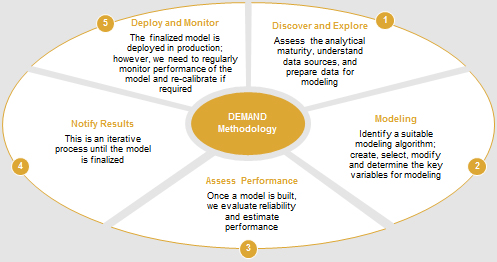 DEMAND
Methodology
1
Discover and Explore
Assess the analytical
maturity, understand
data sources, and
prepare data for
modeling
2
Modeling
Identify a suitable
modeling algorithm;
create, select, modify
and determine the key
variables for modeling
3
Assess Performance
Once a model is built,
we evaluate reliability
and estimate
performance
4
Notify Results
This is an iterative
process until the model
is finalized
5
Deploy and Monitor
The finalized model is
deployed in production;
however, we need to regularly
monitor performance of the
model and re-calibrate if
required